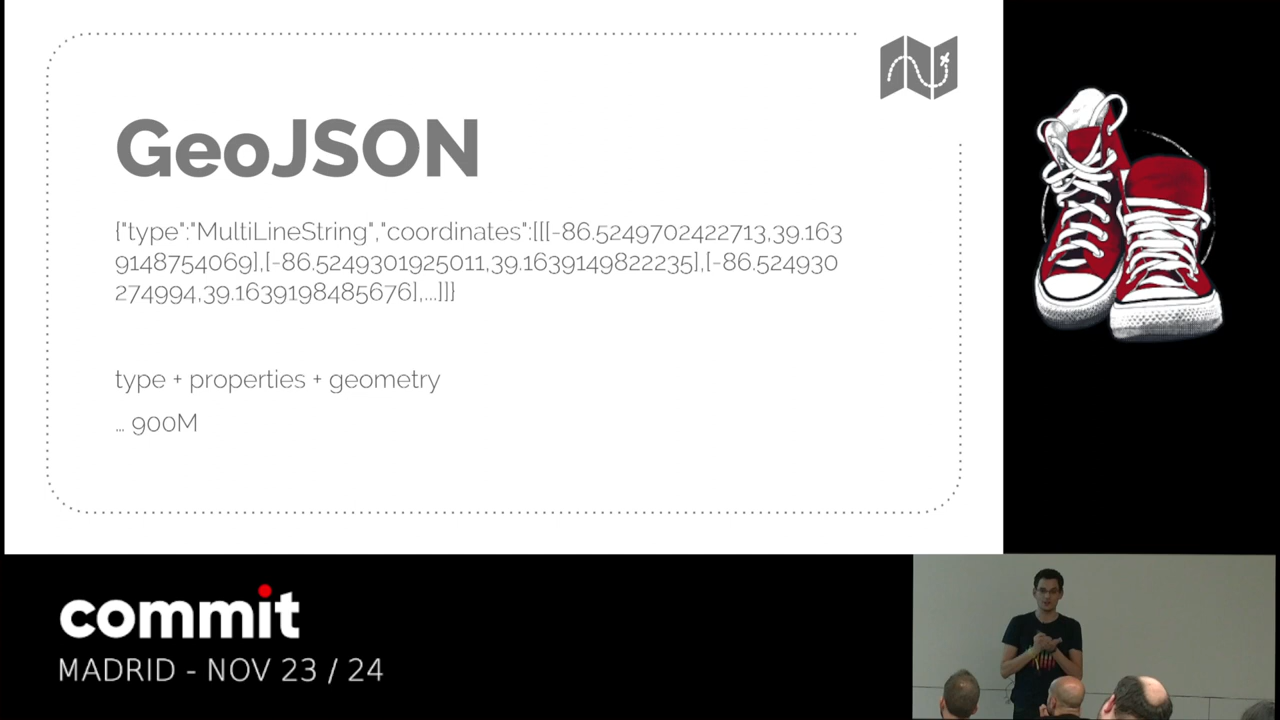 GeoJSON
{"type":"MultiLineString","coordinates":[[[-86.5249702422713,39.163
9148754069],[-86.5249301925011,39.1639149822235],[-86.524930
274994,39.1639198485676],...]]}
type + properties + geometry
... 900M
commit
MADRID - NOV 23 / 24